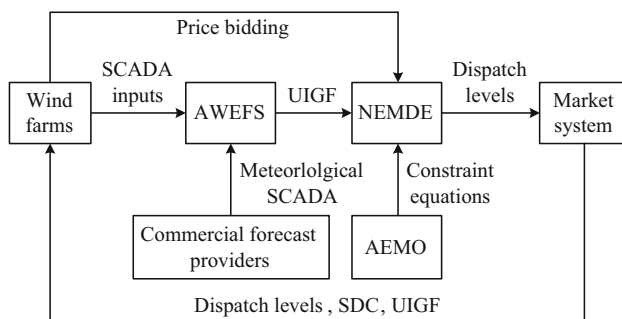 Price bidding
SCADA
inputs
Wind
farms
AWEFS
UIGF
NEMDE
Dispatch
levels
Market
system
Meteorlolgical
SCADA
Constraint
equations
Commercial forecast
providers
AEMO
Dispatch levels , SDC, UIGF